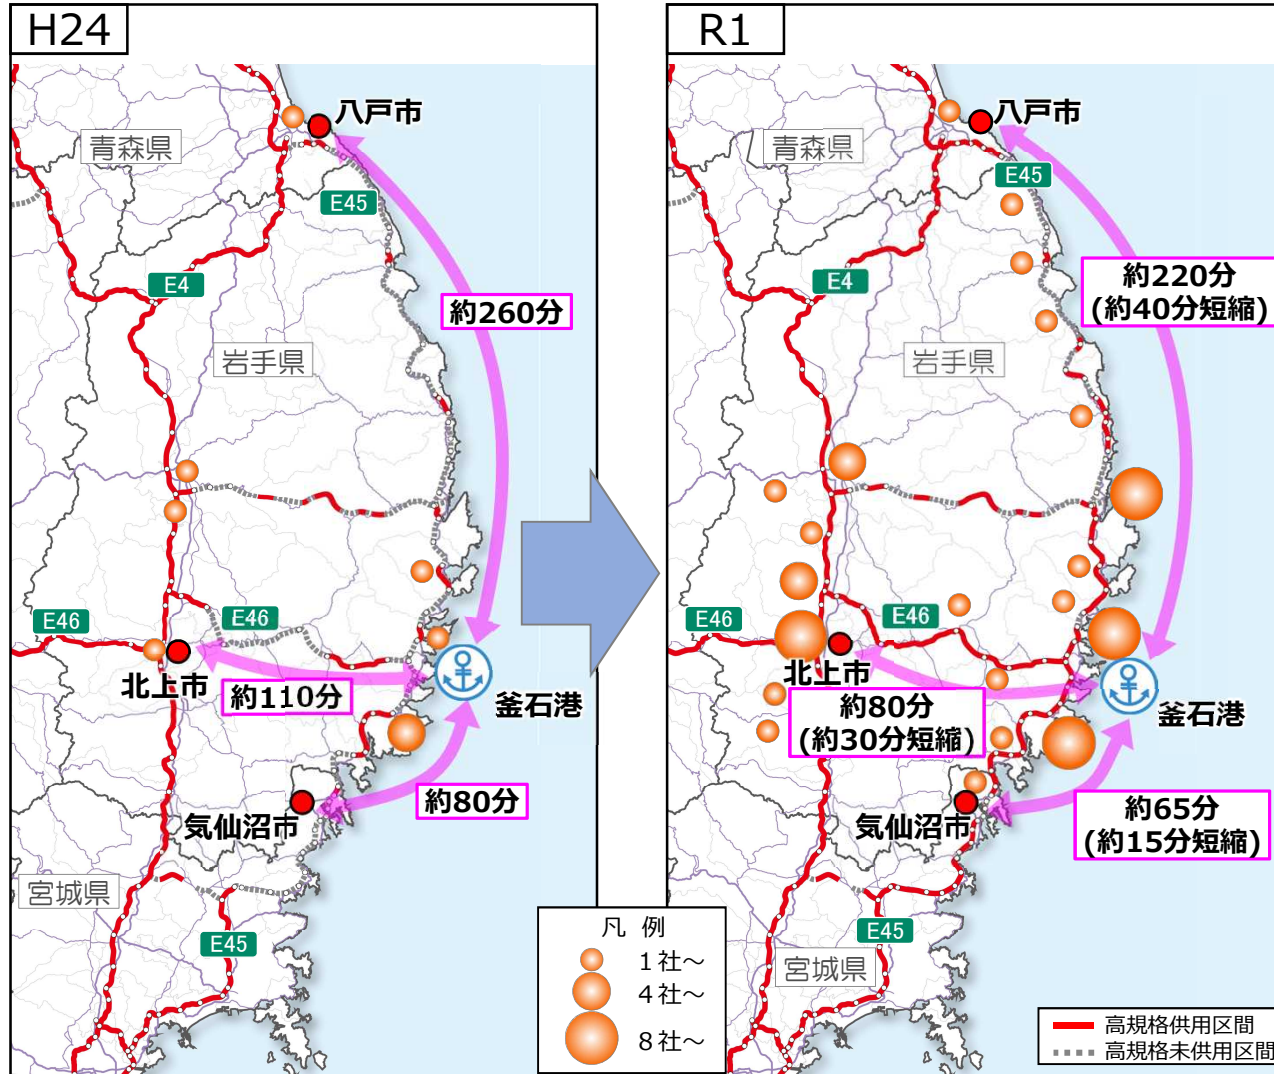 H24
八戸市
青森県
E45
E4
約260分
岩手県
E46
E46
北上市
約110分
釜石港
約80分
気仙沼市
宮城県
E45
R1
八戸市
青森県
E45
E4
約220分
(約40分短縮)
岩手県
E46
E46
北上市
約80分
(約30分短縮)
釜石港
気仙沼市
約65分
(約15分短縮)
E45
宮城県
凡 例
1社～
4社～
8社～
高規格供用区間
高規格未供用区間